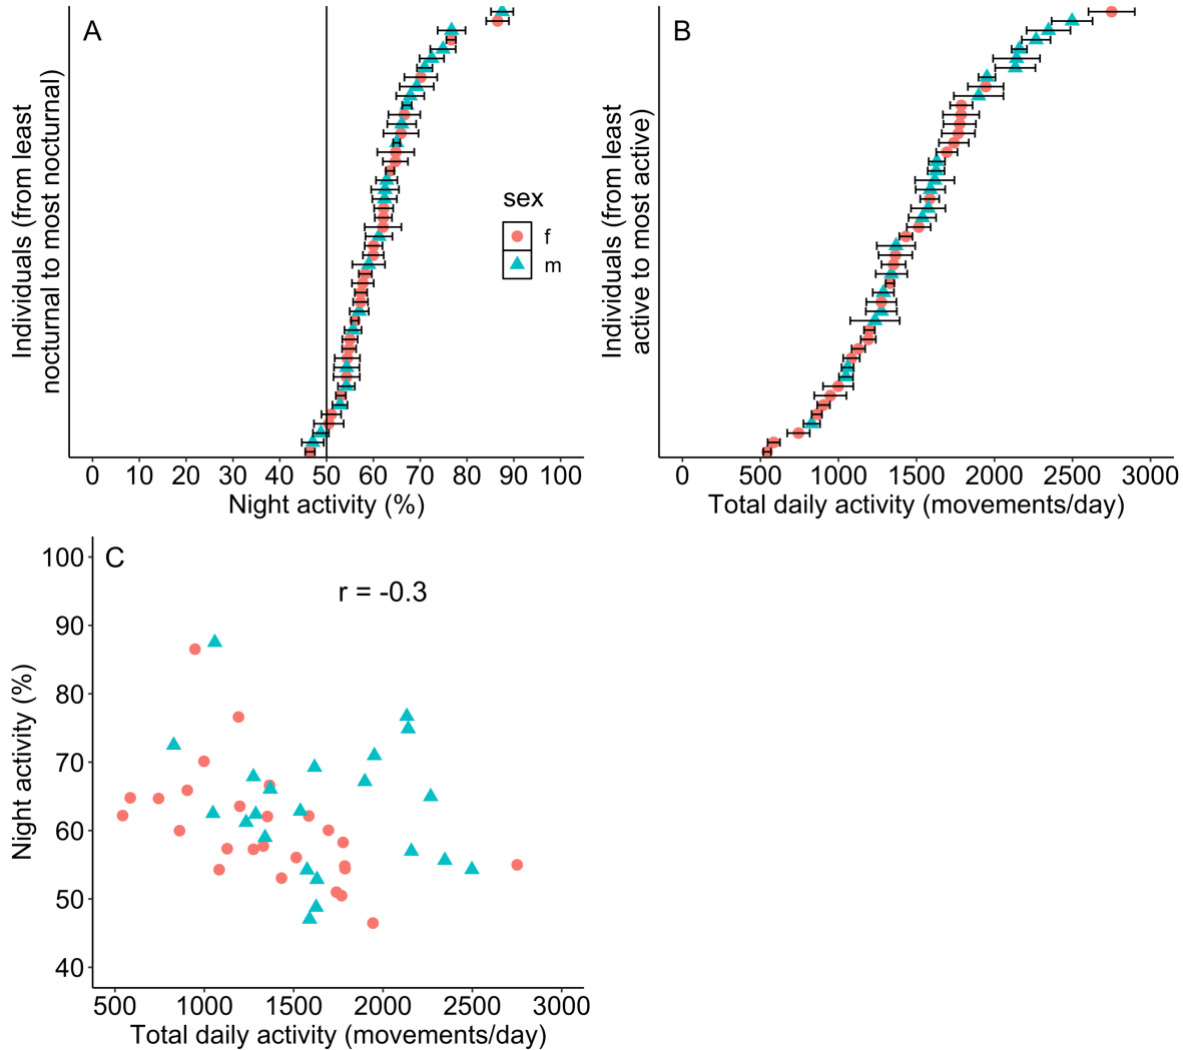 A
Individuals (from least
nocturnal to most nocturnal)
sex
f
m
0 10 20 30 40 50 60 70 80 90 100
Night activity (%)
B
Individuals (from least
active to most active)
0 500 1000 1500 2000 2500 3000
Total daily activity (movements/day)
C
r = -0.3
Night activity (%)
100
90
80
70
60
50
40
500 1000 1500 2000 2500 3000
Total daily activity (movements/day)